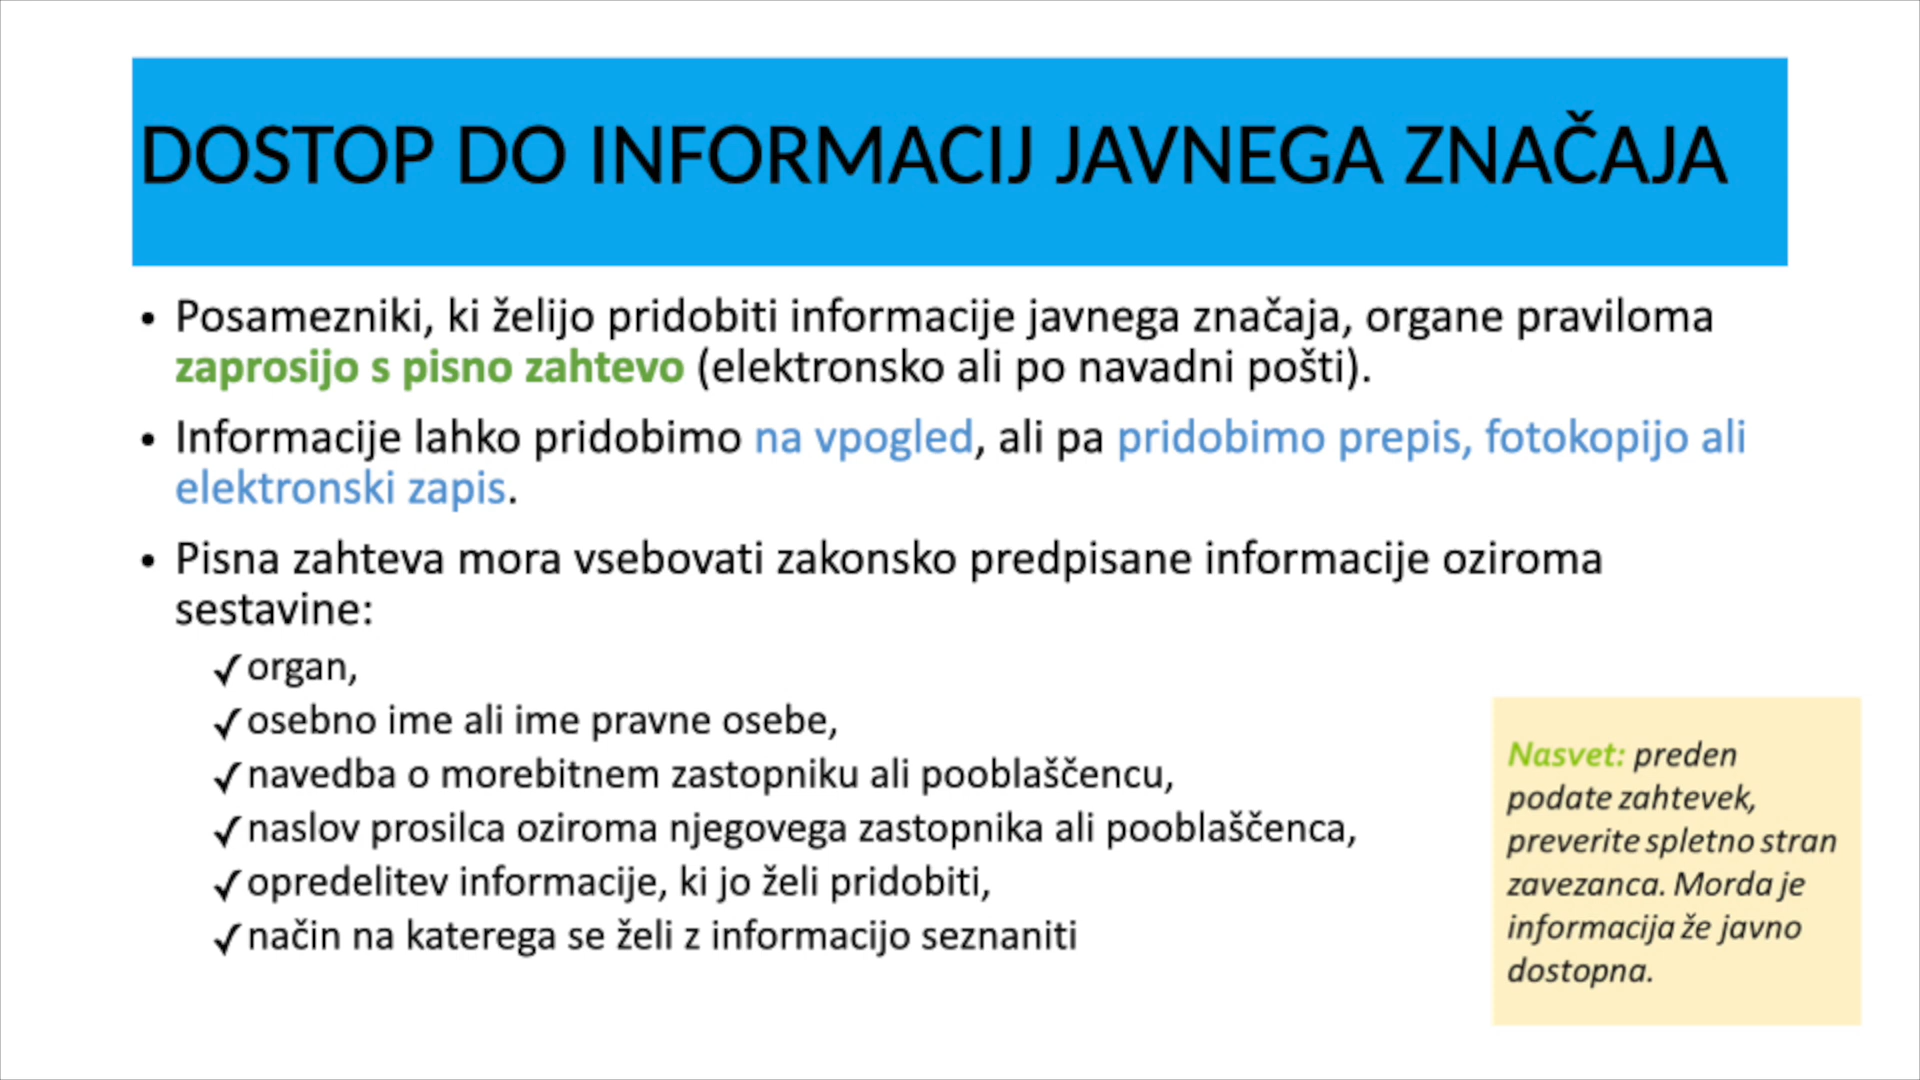 DOSTOP DO INFORMACIJ JAVNEGA ZNAČAJA
• Posamezniki, ki želijo pridobiti informacije javnega značaja, organe praviloma
zaprosijo s pisno zahtevo (elektronsko ali po navadni pošti).
• Informacije lahko pridobimo na vpogled, ali pa pridobimo prepis, fotokopijo ali
elektronski zapis.
• Pisna zahteva mora vsebovati zakonsko predpisane informacije oziroma
sestavine:
✓organ,
✓osebno ime ali ime pravne osebe,
✓navedba o morebitnem zastopniku ali pooblaščencu,
✓naslov prosilca oziroma njegovega zastopnika ali pooblaščenca,
✓opredelitev informacije, ki jo želi pridobiti,
✓način na katerega se želi z informacijo seznaniti
Nasvet: preden
podate zahtevek,
preverite spletno stran
zavezanca. Morda je
informacija že javno
dostopna.